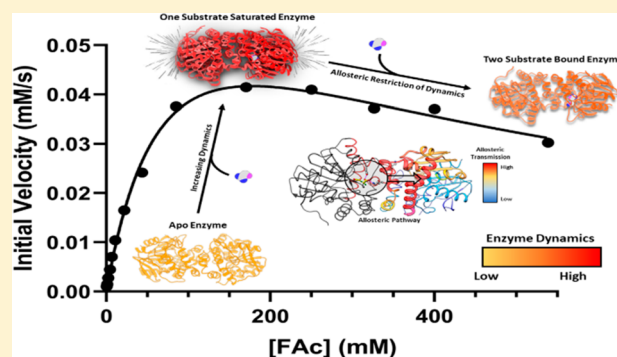 One Substrate Saturated Enzyme
Allosteric Restriction of Dynamics
Two Substrate Bound Enzyme
Increasing Dynamics
Apo Enzyme
Allosteric Pathway
Allosteric
Transmission
High
Low
Enzyme Dynamics
Low High
Initial Velocity (mM/s)
0.05
0.04
0.03
0.02
0.01
0.00
0 200 400
[FAc] (mM)